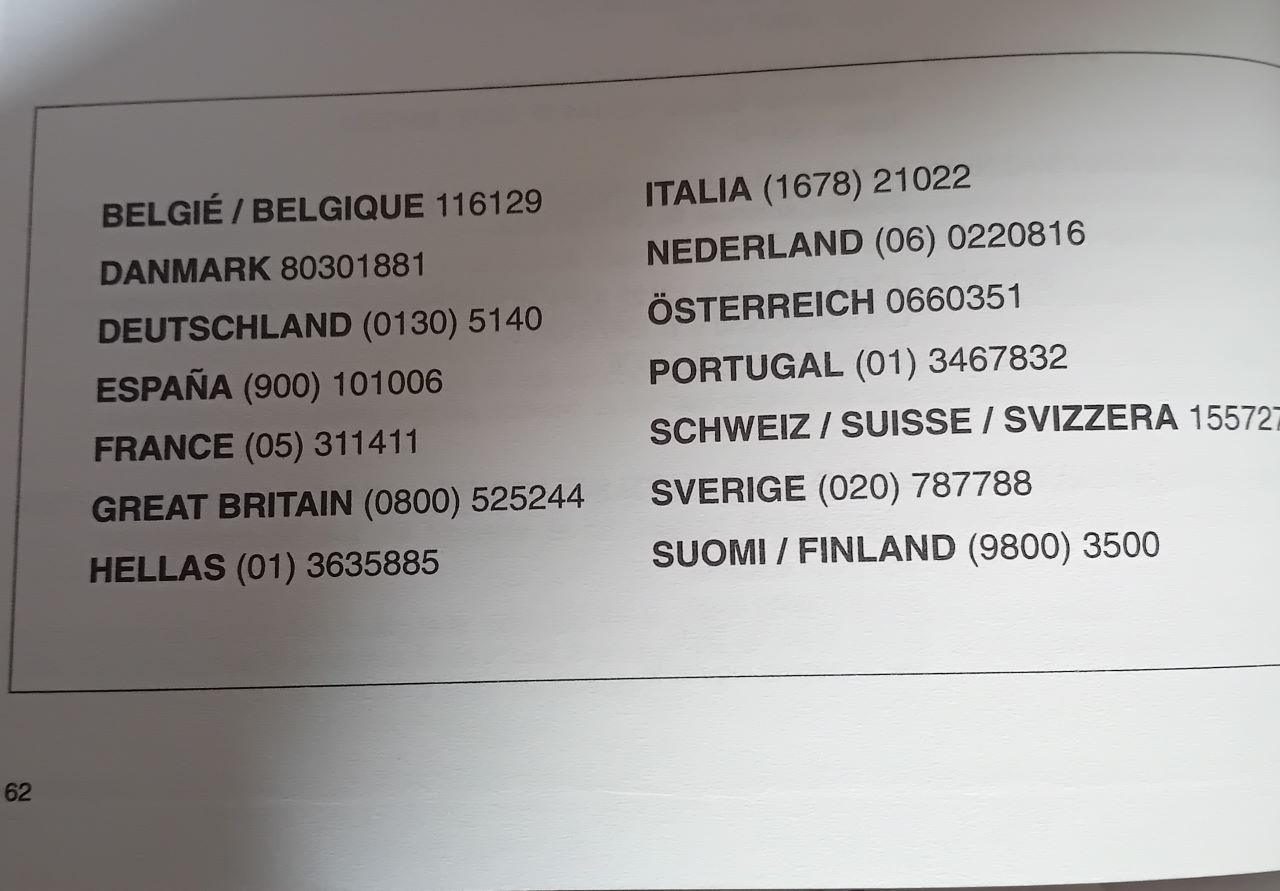 BELGIÉ / BELGIQUE 116129
DANMARK 80301881
DEUTSCHLAND (0130) 5140
ESPAÑA (900) 101006
FRANCE (05) 311411
GREAT BRITAIN (0800) 525244
HELLAS (01) 3635885
ITALIA (1678) 21022
NEDERLAND (06) 0220816
ÖSTERREICH 0660351
PORTUGAL (01) 3467832
SCHWEIZ / SUISSE / SVIZZERA
SVERIGE (020) 787788
SUOMI / FINLAND (9800) 3500
62